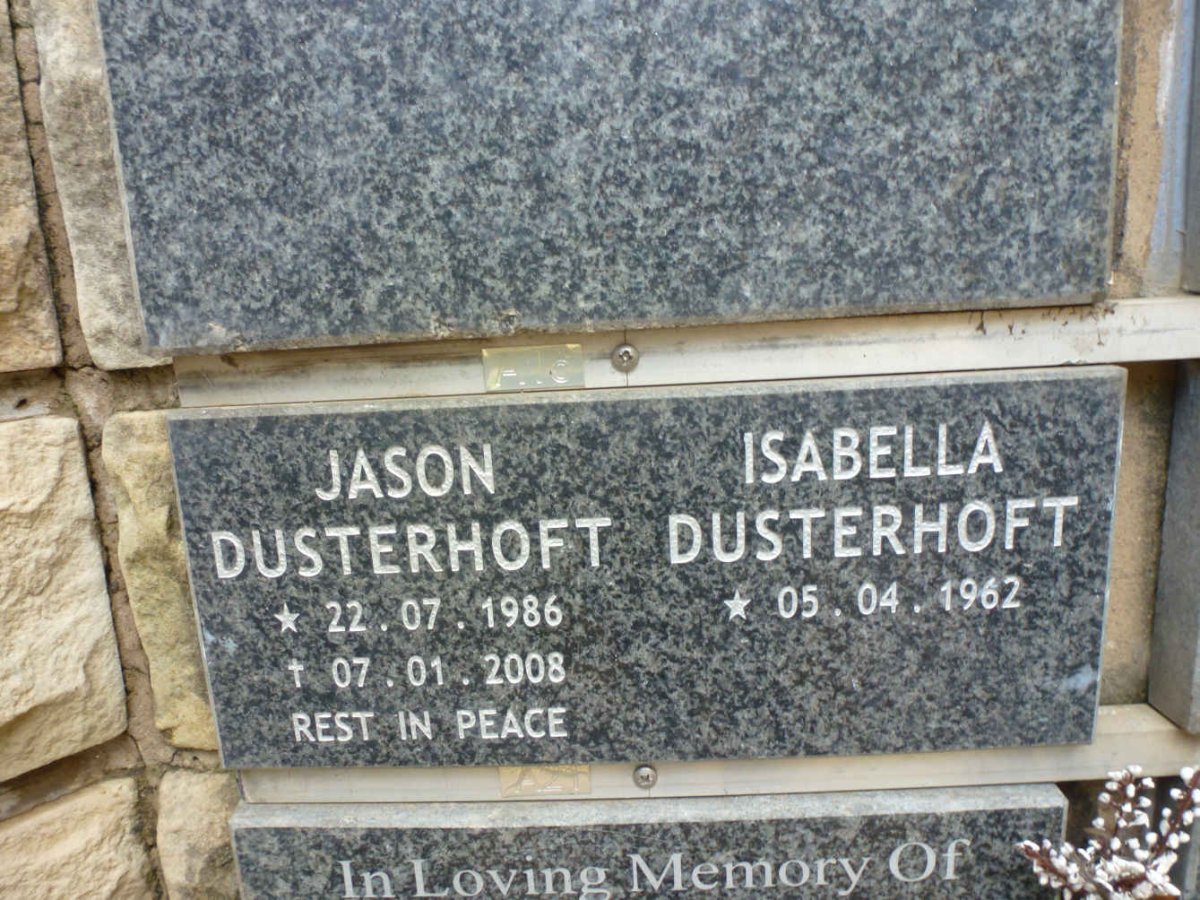 JASON
DUSTERHOFT
★ 22 . 07 . 1986
† 07 . 01 . 2008
REST IN PEACE
ISABELLA
DUSTERHOFT
★ 05 . 04 . 1962
In Loving Memory Of